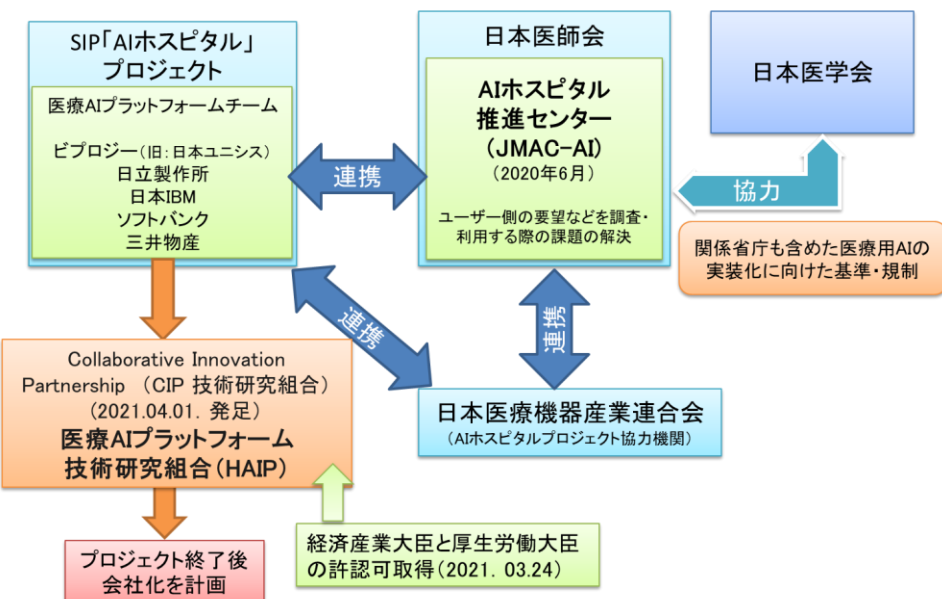 SIP「AIホスピタル」
プロジェクト
医療AIプラットフォームチーム
ビプロジー(旧:日本ユニシス)
日立製作所
日本IBM
ソフトバンク
三井物産
連携
日本医師会
AIホスピタル
推進センター
(JMAC-AI)
(2020年6月)
ユーザー側の要望などを調査・
利用する際の課題の解決
日本医学会
協力
関係省庁も含めた医療用AIの
実装化に向けた基準・規制
連携
連携
Collaborative Innovation
Partnership (CIP 技術研究組合)
(2021.04.01. 発足)
医療AIプラットフォーム
技術研究組合(HAIP)
日本医療機器産業連合会
(AIホスピタルプロジェクト協力機関)
プロジェクト終了後
会社化を計画
経済産業大臣と厚生労働大臣
の許認可取得(2021. 03.24)